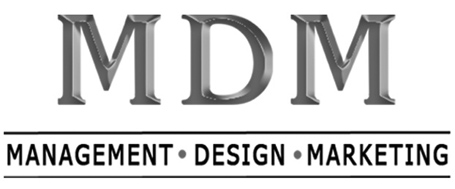 MDM
MANAGEMENT • DESIGN • MARKETING